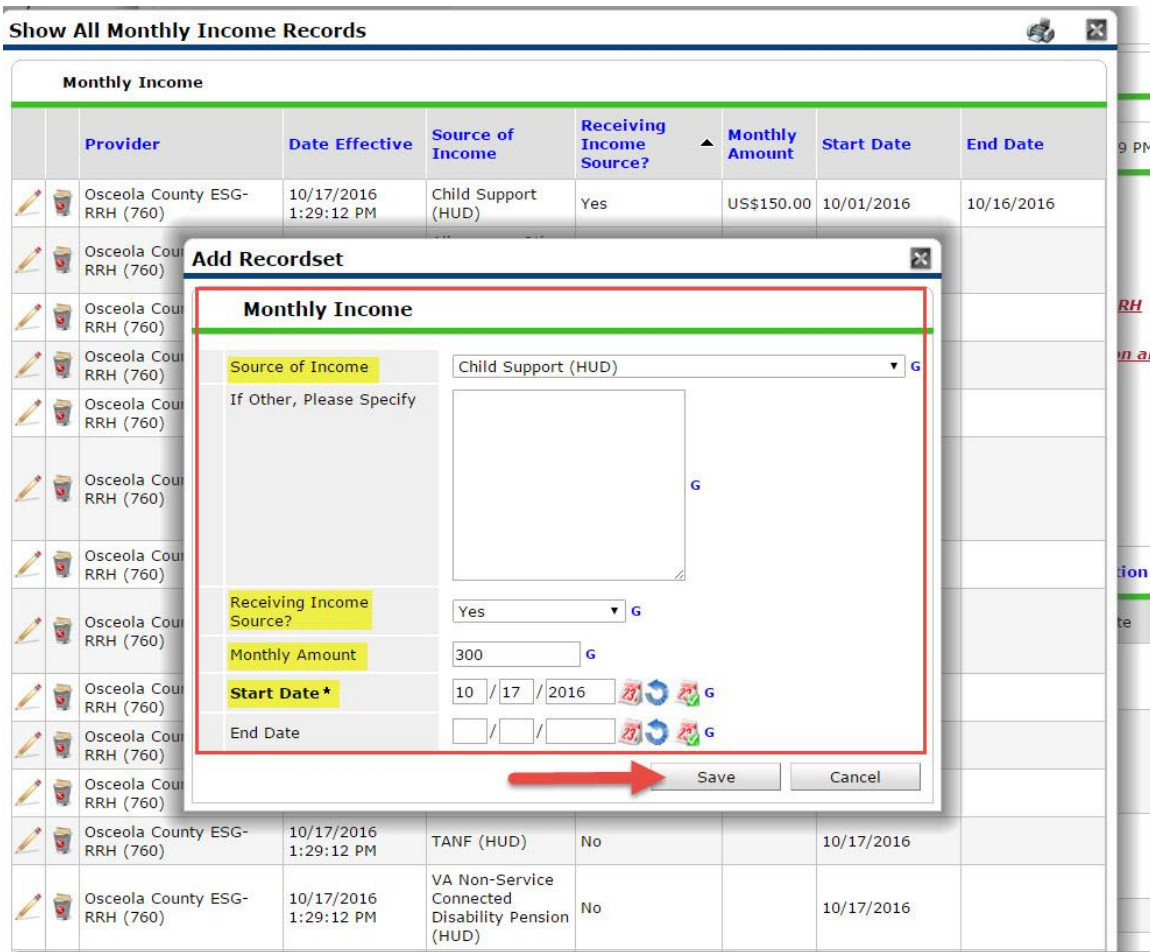 Show All Monthly Income Records
Monthly Income
Provider
Date Effective
Source of
Income
Receiving
Income
Source?
Monthly
Amount
Start Date
End Date
9 PM
Osceola County ESG-
RRH (760)
10/17/2016
1:29:12 PM
Child Support
(HUD)
Yes
US$150.00
10/01/2016
10/16/2016
Osceola Cou
RRH (760)
Osceola Cou
RRH (760)
Osceola Cou
RRH (760)
Osceola Cou
RRH (760)
Osceola Cou
RRH (760)
Osceola Cou
RRH (760)
Osceola Cou
RRH (760)
Osceola Cou
RRH (760)
Osceola Cou
RRH (760)
Osceola Cou
RRH (760)
RH
tion
te
Add Recordset
Monthly Income
Source of Income
Child Support (HUD)
G
If Other, Please Specify
G
Receiving Income
Source?
Yes
G
Monthly Amount
300
G
Start Date*
10 / 17 / 2016
23
G
End Date
/ /
23
G
Save
Cancel
Osceola County ESG-
RRH (760)
10/17/2016
1:29:12 PM
TANF (HUD)
No
10/17/2016
Osceola County ESG-
RRH (760)
10/17/2016
1:29:12 PM
VA Non-Service
Connected
Disability Pension
(HUD)
No
10/17/2016